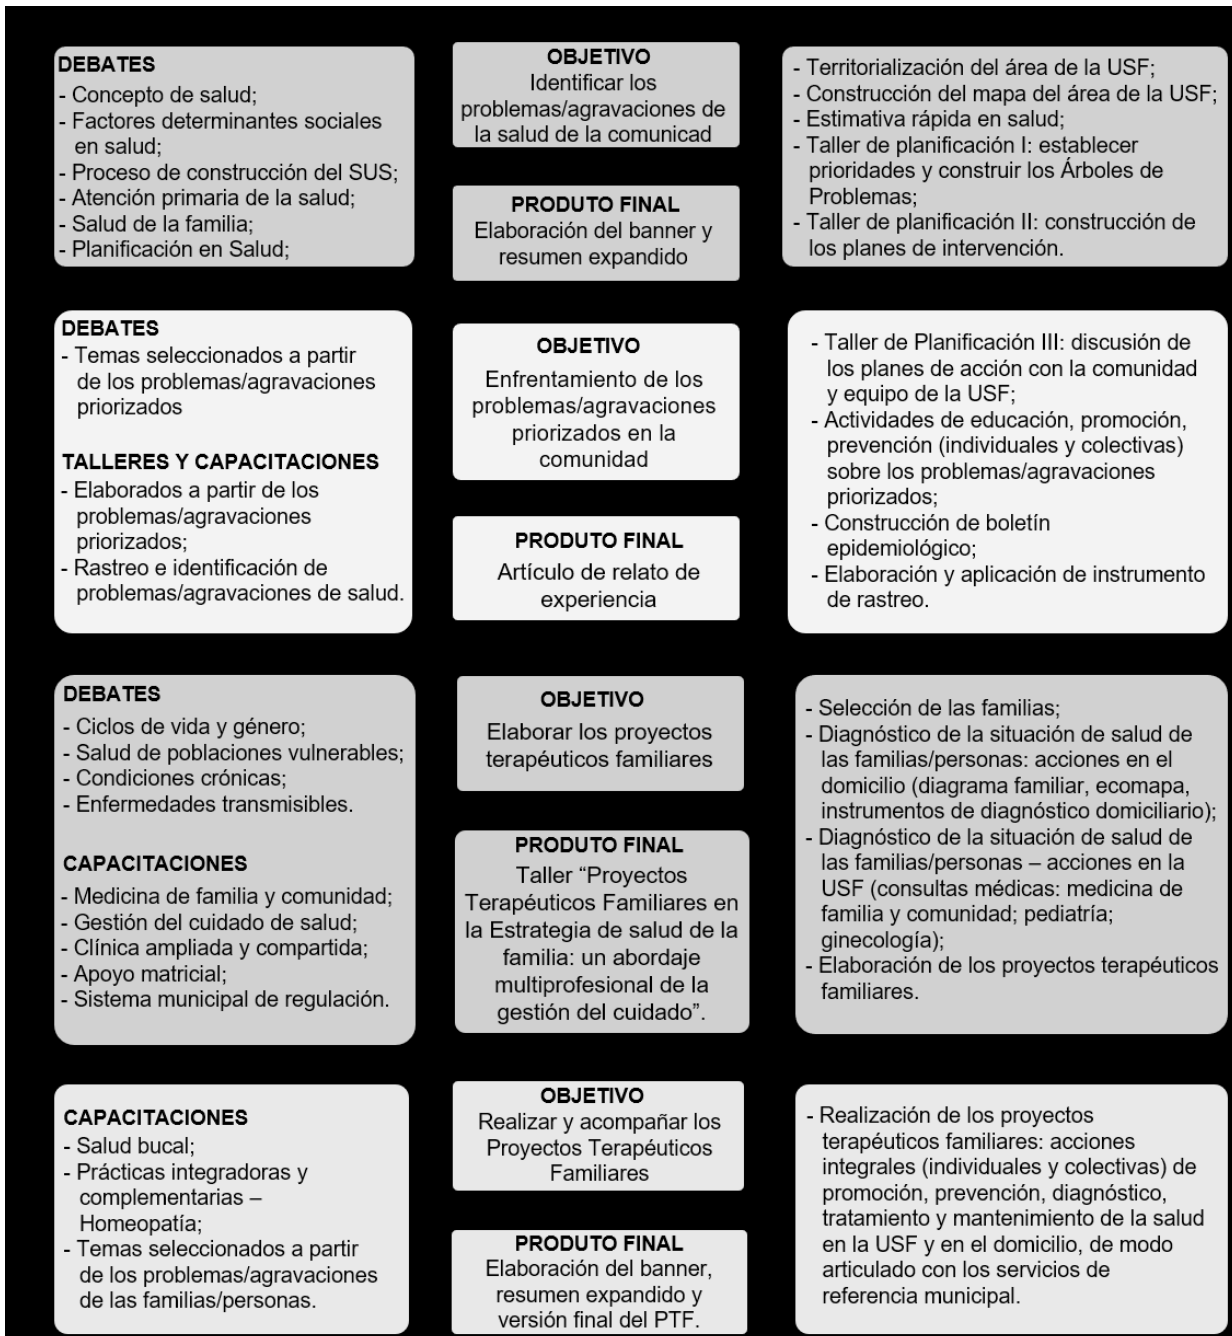 DEBATES
- Concepto de salud;
- Factores determinantes sociales
en salud;
- Proceso de construcción del SUS;
- Atención primaria de la salud;
- Salud de la familia;
- Planificación en Salud;
OBJETIVO
Identificar los
problemas/agravaciones de
la salud de la comunicad
PRODUTO FINAL
Elaboración del banner y
resumen expandido
- Territorialización del área de la USF;
- Construcción del mapa del área de la USF;
- Estimativa rápida en salud;
- Taller de planificación I: establecer
prioridades y construir los Árboles de
Problemas;
- Taller de planificación II: construcción de
los planes de intervención.
DEBATES
- Temas seleccionados a partir
de los problemas/agravaciones
priorizados
TALLERES Y CAPACITACIONES
- Elaborados a partir de los
problemas/agravaciones
priorizados;
- Rastreo e identificación de
problemas/agravaciones de salud.
OBJETIVO
Enfrentamiento de los
problemas/agravaciones
priorizados en la
comunidad
PRODUTO FINAL
Artículo de relato de
experiencia
- Taller de Planificación III: discusión de
los planes de acción con la comunidad
y equipo de la USF;
- Actividades de educación, promoción,
prevención (individuales y colectivas)
sobre los problemas/agravaciones
priorizados;
- Construcción de boletín
epidemiológico;
- Elaboración y aplicación de instrumento
de rastreo.
DEBATES
- Ciclos de vida y género;
- Salud de poblaciones vulnerables;
- Condiciones crónicas;
- Enfermedades transmisibles.
CAPACITACIONES
- Medicina de familia y comunidad;
- Gestión del cuidado de salud;
- Clínica ampliada y compartida;
- Apoyo matricial;
- Sistema municipal de regulación.
OBJETIVO
Elaborar los proyectos
terapéuticos familiares
PRODUTO FINAL
Taller “Proyectos
Terapéuticos Familiares en
la Estrategia de salud de la
familia: un abordaje
multiprofesional de la
gestión del cuidado”.
- Selección de las familias;
- Diagnóstico de la situación de salud de
las familias/personas: acciones en el
domicilio (diagrama familiar, ecomapa,
instrumentos de diagnóstico domiciliario);
- Diagnóstico de la situación de salud de
las familias/personas – acciones en la
USF (consultas médicas: medicina de
familia y comunidad; pediatría;
ginecología);
- Elaboración de los proyectos terapéuticos
familiares.
CAPACITACIONES
- Salud bucal;
- Prácticas integradoras y
complementarias –
Homeopatía;
- Temas seleccionados a partir
de los problemas/agravaciones
de las familias/personas.
OBJETIVO
Realizar y acompañar los
Proyectos Terapéuticos
Familiares
PRODUTO FINAL
Elaboración del banner,
resumen expandido y
versión final del PTF.
- Realización de los proyectos
terapéuticos familiares: acciones
integrales (individuales y colectivas) de
promoción, prevención, diagnóstico,
tratamiento y mantenimiento de la salud
en la USF y en el domicilio, de modo
articulado con los servicios de
referencia municipal.